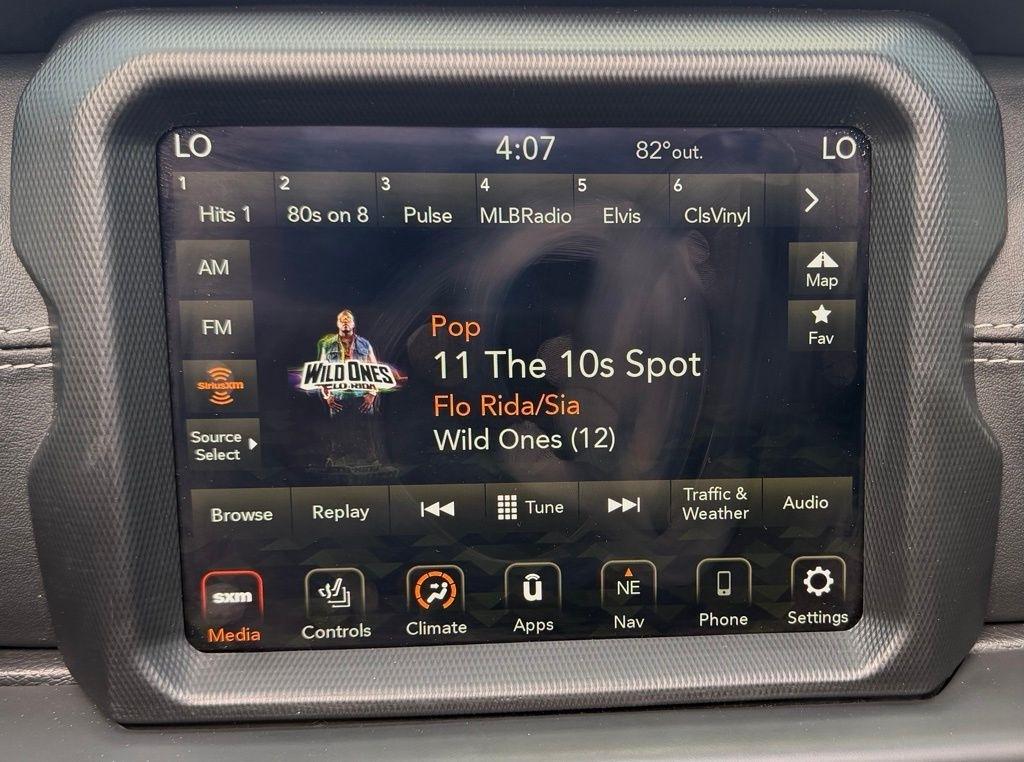 LO 4:07 82° out. LO
1 2 3 4 5 6
Hits 1 80s on 8 Pulse MLBRadio Elvis ClsVinyl
AM
Map
FM
Fav
SiriusXM
Source
Select
WILD ONES
FLO RIDA
Pop
11 The 10s Spot
Flo Rida/Sia
Wild Ones (12)
Browse Replay Tune Traffic & Audio
Weather
sxm ū NE
Media Controls Climate Apps Nav Phone Settings